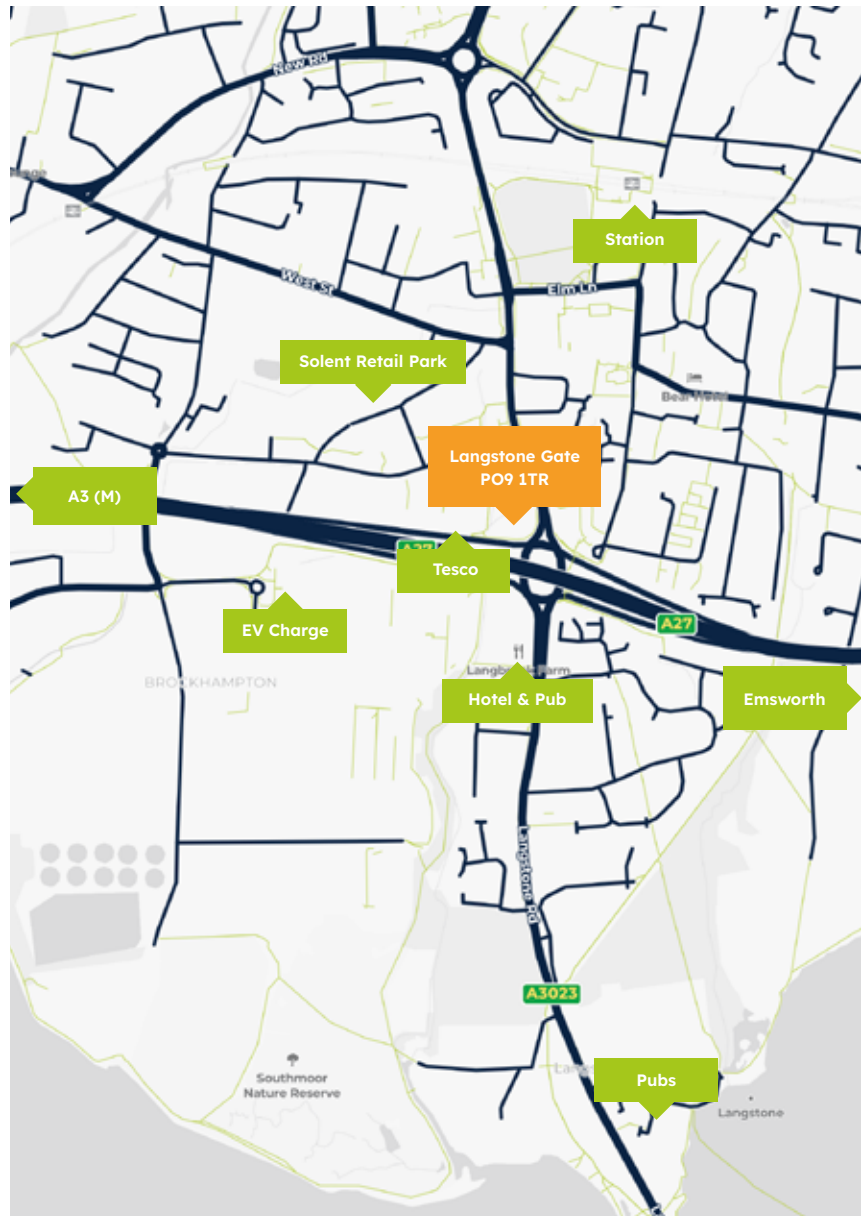 New Rd
Station
West St
Elm Ln
Solent Retail Park
Bear Hotel
Langstone Gate
PO9 1TR
A3 (M)
A27
Tesco
EV Charge
A27
Hotel & Pub
BROCKHAMPTON
Emsworth
Langstone Rd
A3023
Southmoor
Nature Reserve
Pubs
Langstone